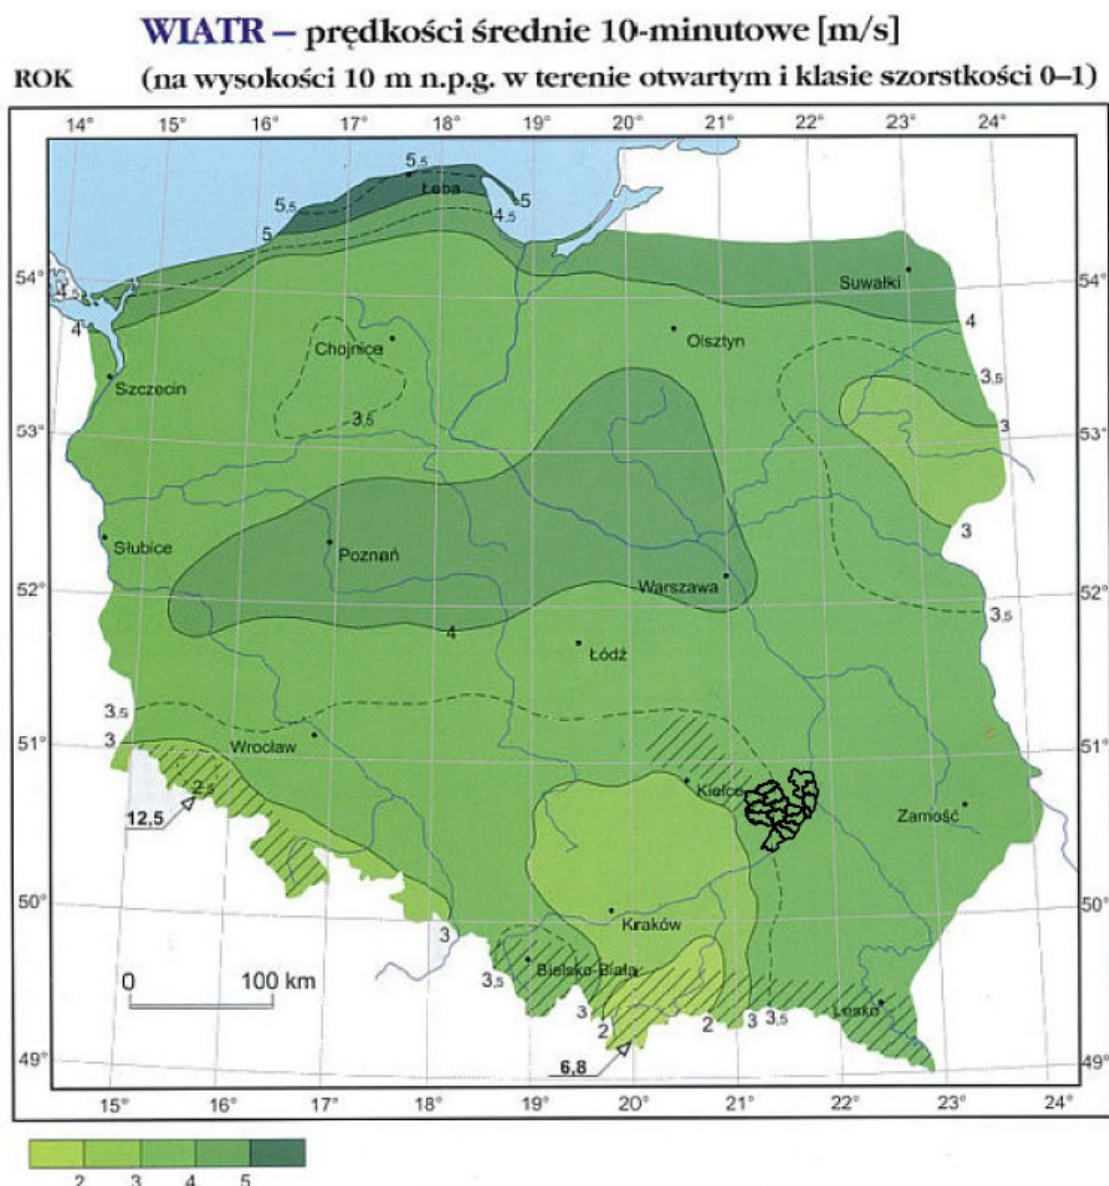 WIATR – prędkości średnie 10-minutowe [m/s]
ROK (na wysokości 10 m n.p.g. w terenie otwartym i klasie szorstkości 0–1)
14° 15° 16° 17° 18° 19° 20° 21° 22° 23° 24°
5,5
Łeba
5,5
5
4,5
5
54°
Suwałki
54°
4,5
4
4
Chojnice
Olsztyn
Szczecin
3,5
3,5
53°
3
53°
3
Słubice
Poznań
52°
Warszawa
52°
3,5
4
Łódź
3,5
3
51°
Wrocław
51°
Kielce
2,5
12,5
Zamość
50°
50°
Kraków
3
0 100 km
3,5
Bielsko-Biała
Lesko
3
2
2
3
3,5
6,8
49°
49°
15° 16° 17° 18° 19° 20° 21° 22° 23° 24°
2 3 4 5